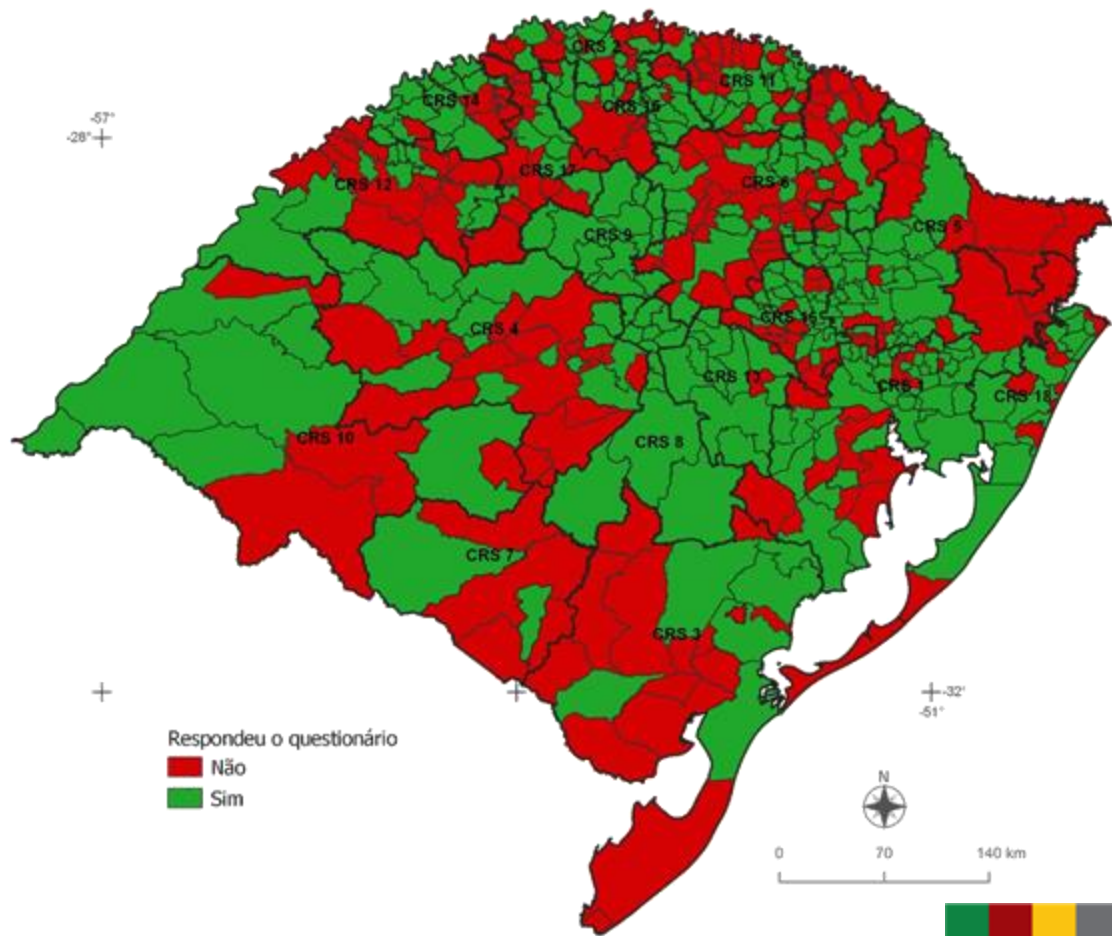 CRS 2
CRS 11
CRS 14
CRS 15
-57°
-28°
CRS 17
CRS 12
CRS 6
CRS 5
CRS 9
CRS 16
CRS 4
CRS 13
CRS 1
CRS 18
CRS 10
CRS 8
CRS 7
CRS 3
-32°
-51°
Respondeu o questionário
Não
Sim
N
0 70 140 km